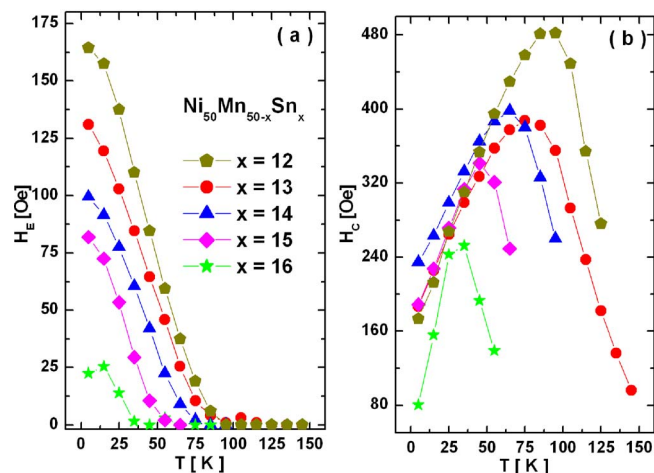 ( a )
H_E [Oe]
175
150
125
100
75
50
25
0
Ni50Mn50-xSnx
x = 12
x = 13
x = 14
x = 15
x = 16
0 25 50 75 100 125 150
T [ K ]
( b )
H_C [Oe]
480
400
320
240
160
80
0 25 50 75 100 125 150
T [ K ]